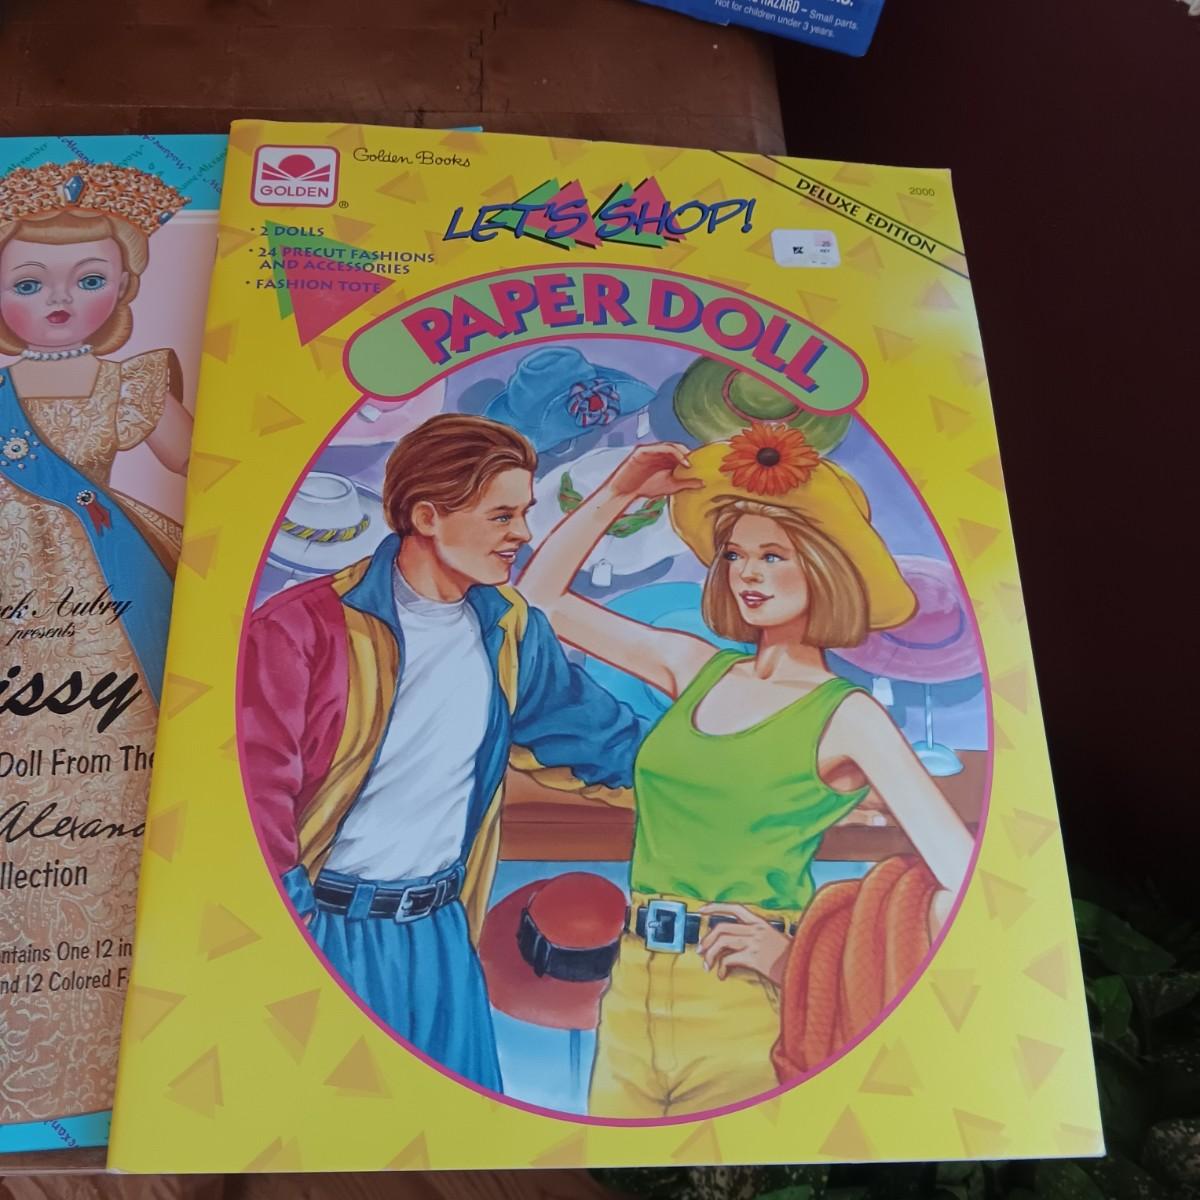 HAZARD – Small parts.
Not for children under 3 years.
GOLDEN
®
Golden Books
LET'S SHOP!
DELUXE EDITION
2000
• 2 DOLLS
• 24 PRECUT FASHIONS
AND ACCESSORIES
• FASHION TOTE
PAPER DOLL
Aubry
presents
issy
Doll From The
Alexand
llection
ntains One 12 in
nd 12 Colored F